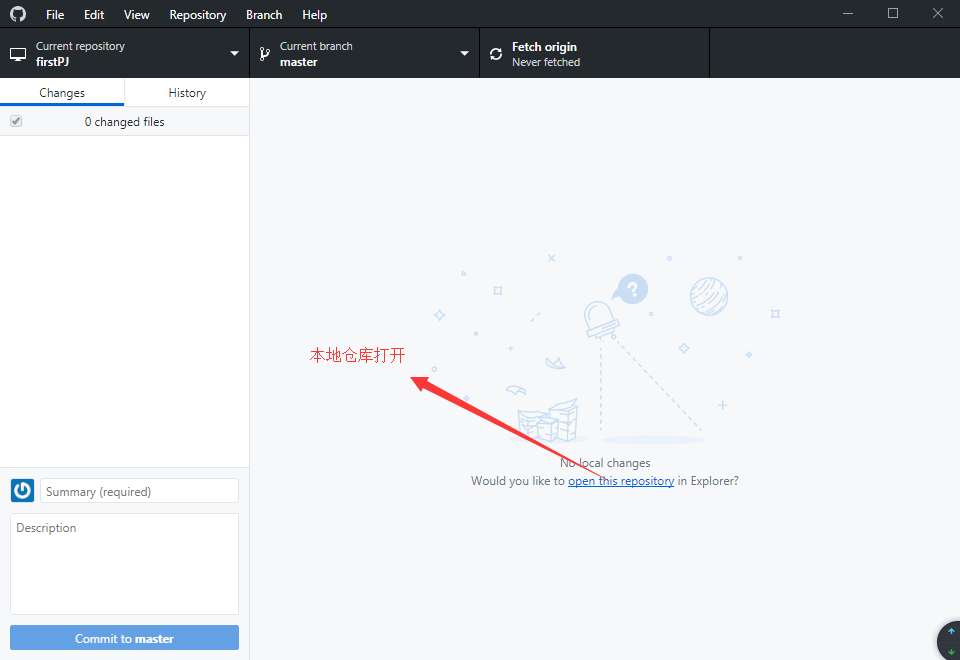 File Edit View Repository Branch Help
Current repository
firstPJ
Current branch
master
Fetch origin
Never fetched
Changes
History
0 changed files
?
本地仓库打开
No local changes
Would you like to open this repository in Explorer?
Summary (required)
Description
Commit to master